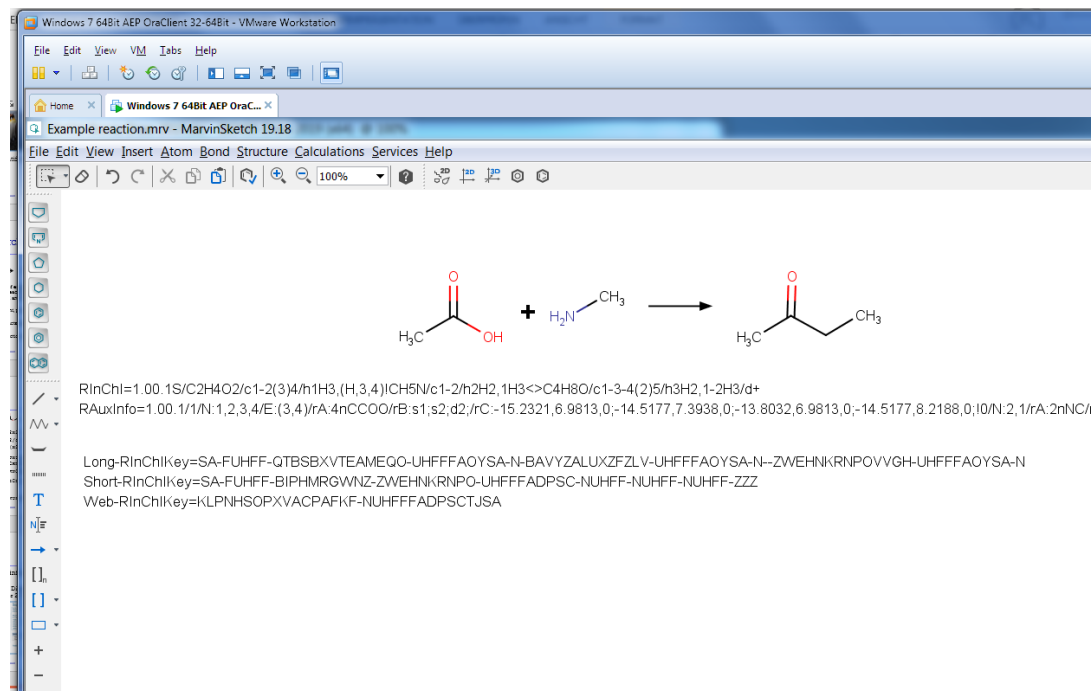 Windows 7 64Bit AEP OraClient 32-64Bit - VMware Workstation
File Edit View VM Tabs Help
Home × Windows 7 64Bit AEP OraC... ×
Example reaction.mrv - MarvinSketch 19.18
File Edit View Insert Atom Bond Structure Calculations Services Help
100% ? 2D 2D 3D
O O
H₃C OH + H₂N CH₃ H₃C CH₃
RInChI=1.00.1S/C2H4O2/c1-2(3)4/h1H3,(H,3,4)!CH5N/c1-2/h2H2,1H3<>C4H8O/c1-3-4(2)5/h3H2,1-2H3/d+
RAuxInfo=1.00.1/1/N:1,2,3,4/E:(3,4)/rA:4nCCOO/rB:s1;s2;d2;/rC:-15.2321,6.9813,0;-14.5177,7.3938,0;-13.8032,6.9813,0;-14.5177,8.2188,0;!0/N:2,1/rA:2nNC/
Long-RInChIKey=SA-FUHFF-QTBSBXVTEAMEQO-UHFFFAOYSA-N-BAVYZALUXZFZLV-UHFFFAOYSA-N--ZWEHNKRNPOVVGH-UHFFFAOYSA-N
Short-RInChIKey=SA-FUHFF-BIPHMRGWNZ-ZWEHNKRNPO-UHFFFADPSC-NUHFF-NUHFF-NUHFF-ZZZ
Web-RInChIKey=KLPNHSOPXVACPAFKF-NUHFFFADPSCTJSA
N
T
N
[ ]n
[ ]
+
−